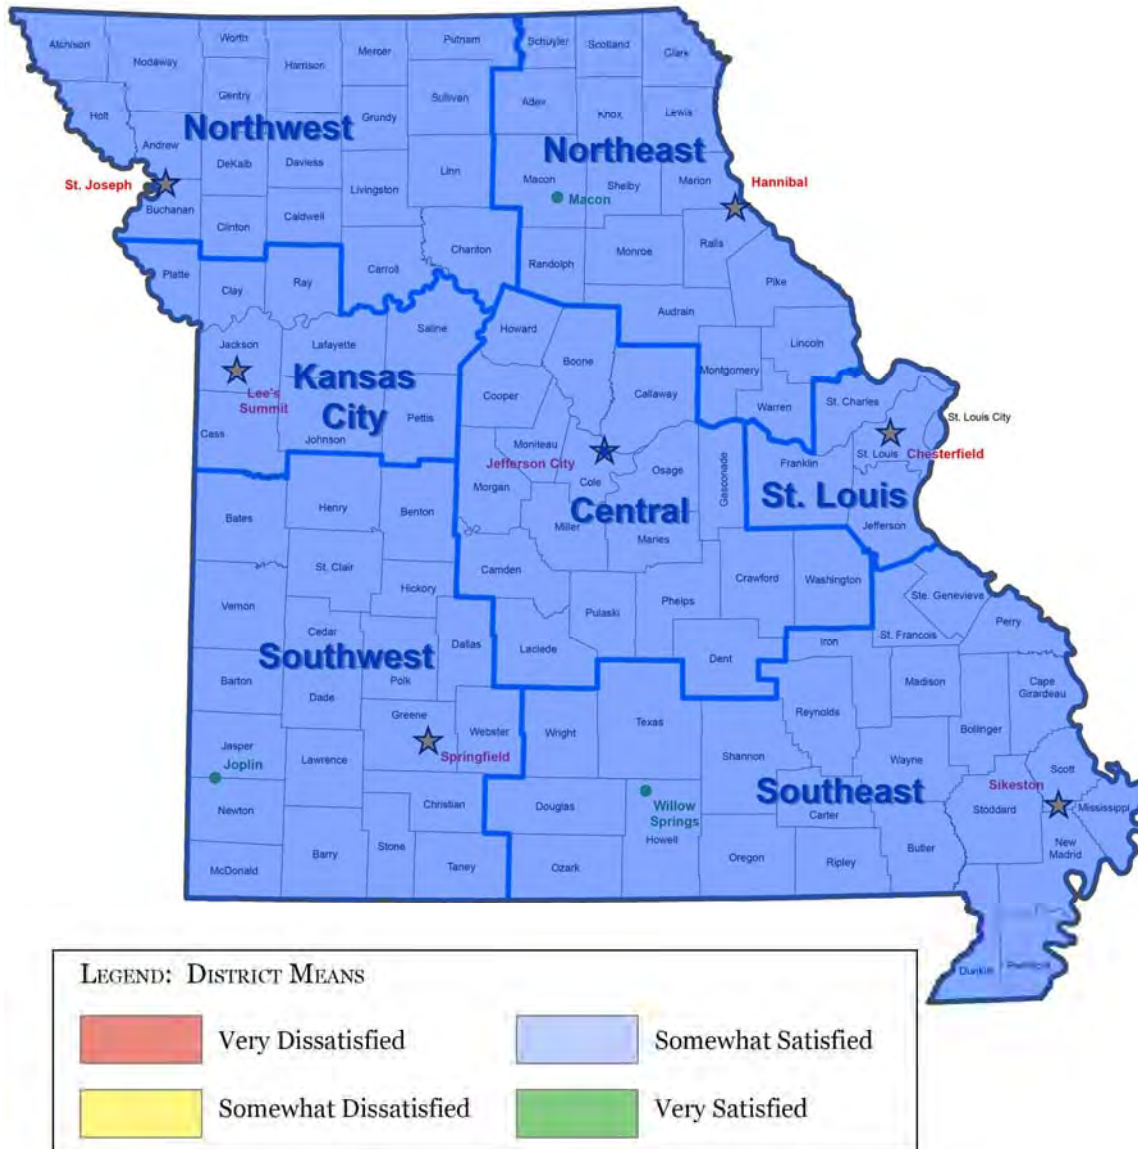 Atchison
Nodaway
Worth
Harrison
Mercer
Putnam
Schuyler
Scotland
Clark
Holt
Gentry
Sullivan
Adair
Knox
Lewis
Andrew
Northwest
Grundy
Northeast
DeKalb
Daviess
Linn
Macon
Shelby
Marion
Hannibal
St. Joseph
Livingston
Macon
Buchanan
Clinton
Caldwell
Chariton
Monroe
Ralls
Platte
Clay
Ray
Carroll
Randolph
Pike
Audrain
Jackson
Lafayette
Saline
Howard
Boone
Lincoln
Kansas
City
Montgomery
Lee's
Summit
Cooper
Callaway
Warren
St. Charles
St. Louis City
Cass
Johnson
Pettis
Moniteau
Jefferson City
Cole
Osage
Gasconade
Franklin
St. Louis
Chesterfield
Morgan
Central
St. Louis
Bates
Henry
Benton
Miller
Maries
Jefferson
St. Clair
Hickory
Camden
Crawford
Washington
Vernon
Pulaski
Phelps
Ste. Genevieve
Cedar
Dallas
Laclede
Dent
Iron
St. Francois
Perry
Southwest
Barton
Dade
Polk
Madison
Cape
Girardeau
Greene
Webster
Wright
Texas
Reynolds
Bollinger
Jasper
Joplin
Lawrence
Springfield
Shannon
Wayne
Scott
Sikeston
Newton
Christian
Douglas
Willow
Springs
Southeast
Carter
Stoddard
Mississippi
McDonald
Barry
Stone
Taney
Ozark
Howell
Oregon
Ripley
Butler
New
Madrid
Dunklin
Pemiscot
LEGEND: DISTRICT MEANS
Very Dissatisfied
Somewhat Satisfied
Somewhat Dissatisfied
Very Satisfied